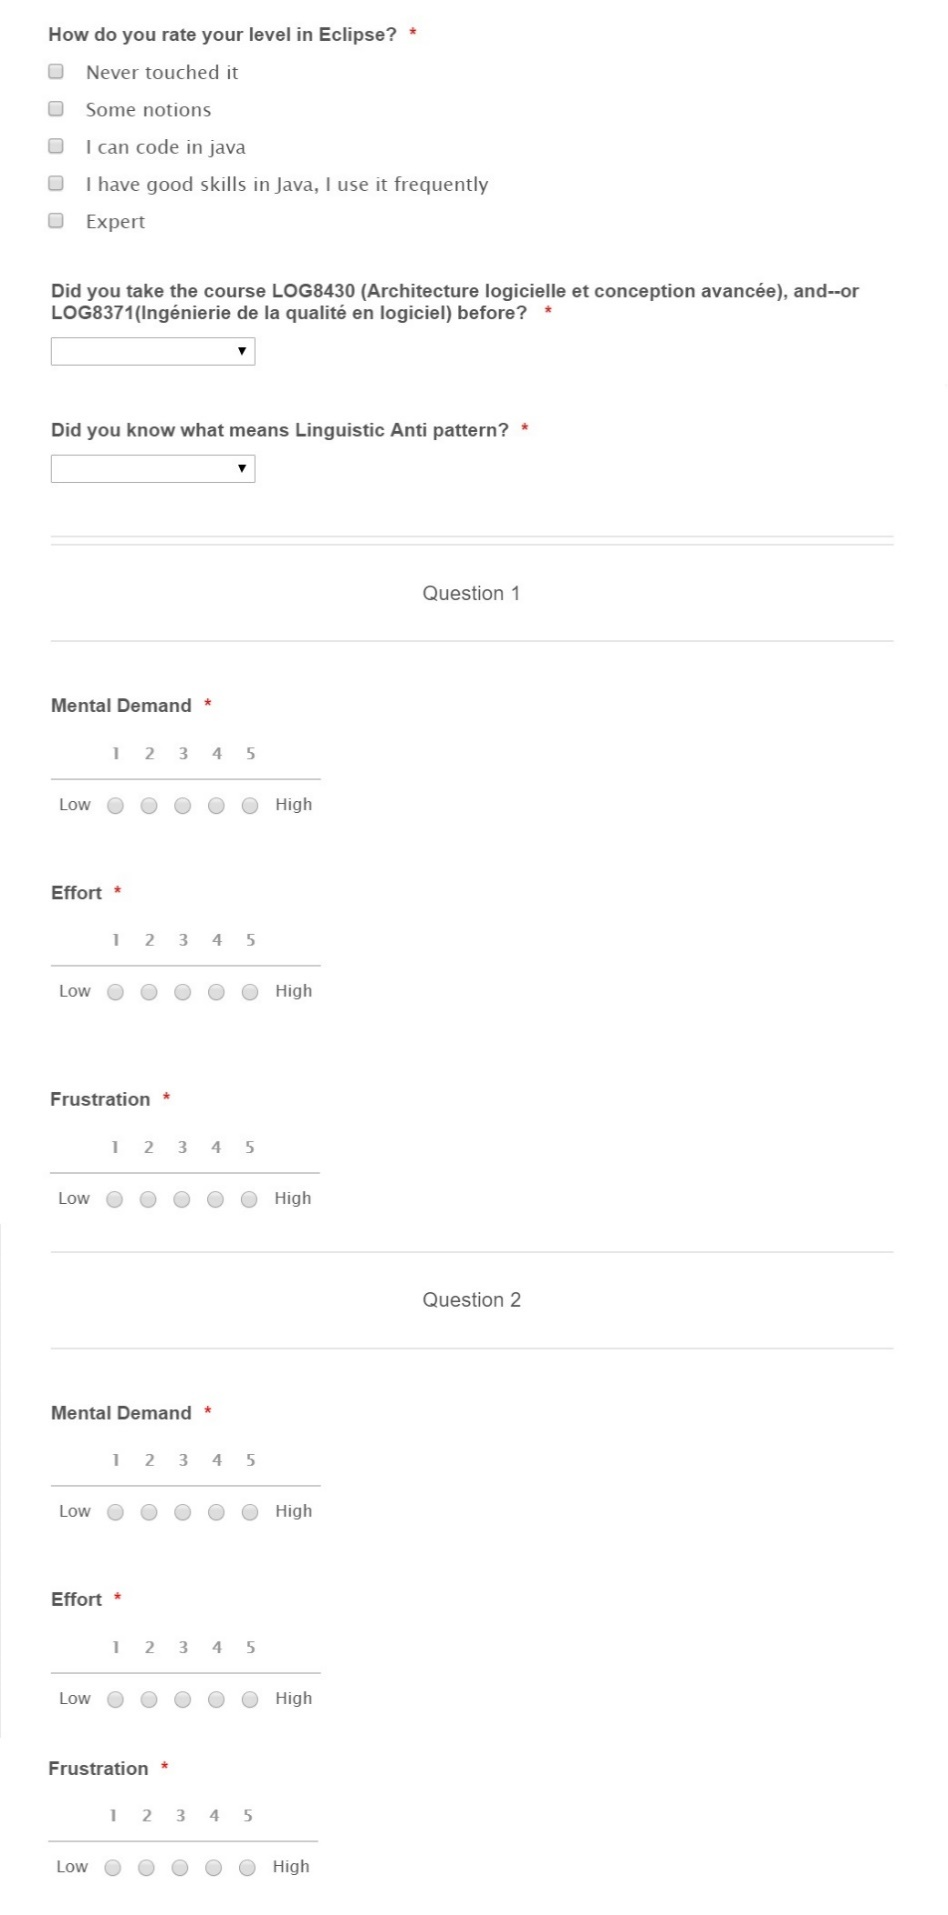 How do you rate your level in Eclipse? *
Never touched it
Some notions
I can code in java
I have good skills in Java, I use it frequently
Expert
Did you take the course LOG8430 (Architecture logicielle et conception avancée), and--or
LOG8371(Ingénierie de la qualité en logiciel) before? *
Did you know what means Linguistic Anti pattern? *
Question 1
Mental Demand *
1 2 3 4 5
Low High
Effort *
1 2 3 4 5
Low High
Frustration *
1 2 3 4 5
Low High
Question 2
Mental Demand *
1 2 3 4 5
Low High
Effort *
1 2 3 4 5
Low High
Frustration *
1 2 3 4 5
Low High